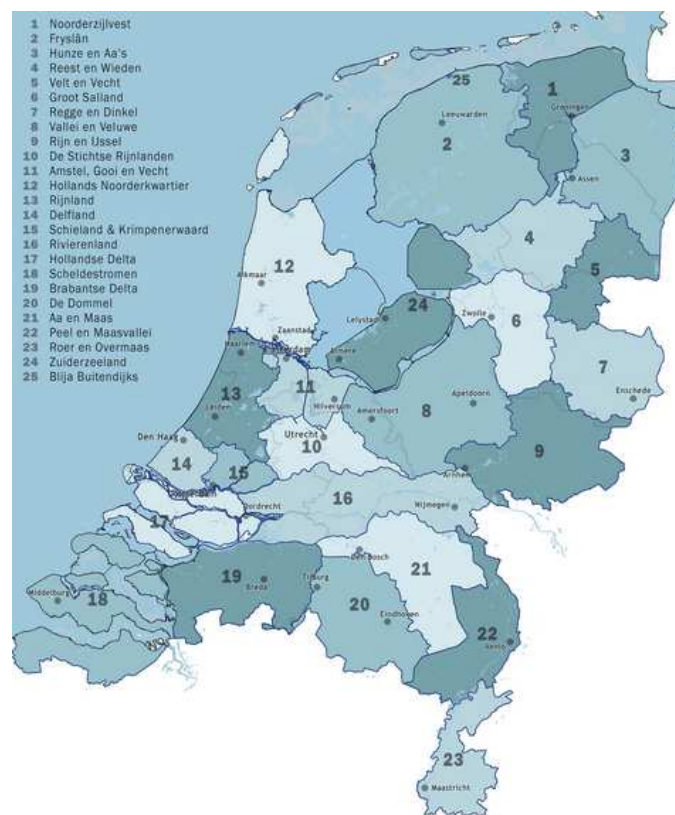 1 Noorderzijlvest
2 Fryslân
3 Hunze en Aa's
4 Reest en Wieden
5 Velt en Vecht
6 Groot Salland
7 Regge en Dinkel
8 Vallei en Veluwe
9 Rijn en IJssel
10 De Stichtse Rijnlanden
11 Amstel, Gooi en Vecht
12 Hollands Noorderkwartier
13 Rijnland
14 Delfland
15 Schieland & Krimpenerwaard
16 Rivierenland
17 Hollandse Delta
18 Scheldestromen
19 Brabantse Delta
20 De Dommel
21 Aa en Maas
22 Peel en Maasvallei
23 Roer en Overmaas
24 Zuiderzeeland
25 Blija Buitendijks
25
1
Groningen
Leeuwarden
2
3
Assen
4
12
5
Alkmaar
24
Lelystad
Zwolle
6
Zaanstad
Haarlem
Amsterdam
Almere
7
11
13
Enschede
Hilversum
8
Apeldoorn
Leiden
Amersfoort
Utrecht
Den Haag
10
9
14
15
Arnhem
Rotterdam
16
Dordrecht
Nijmegen
17
Den Bosch
21
19
Tilburg
Breda
Middelburg
18
20
Eindhoven
22
Venlo
23
Maastricht